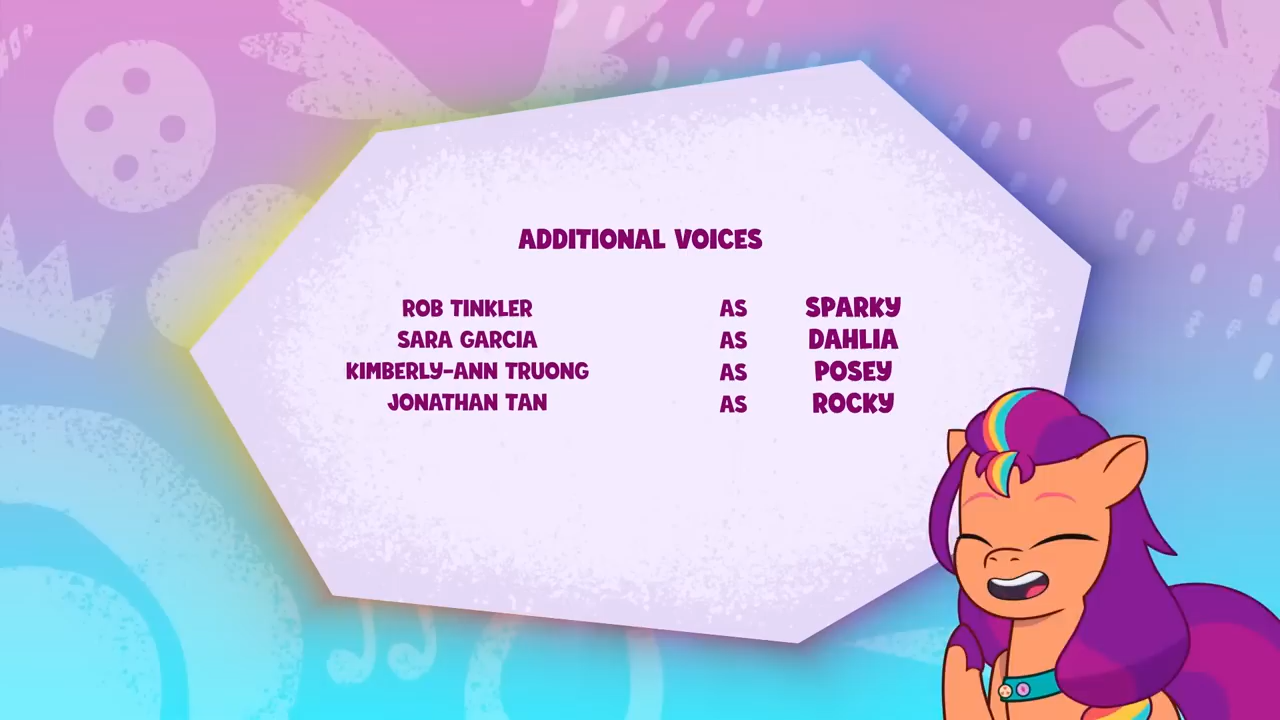 ADDITIONAL VOICES
ROB TINKLER AS SPARKY
SARA GARCIA AS DAHLIA
KIMBERLY-ANN TRUONG AS POSEY
JONATHAN TAN AS ROCKY